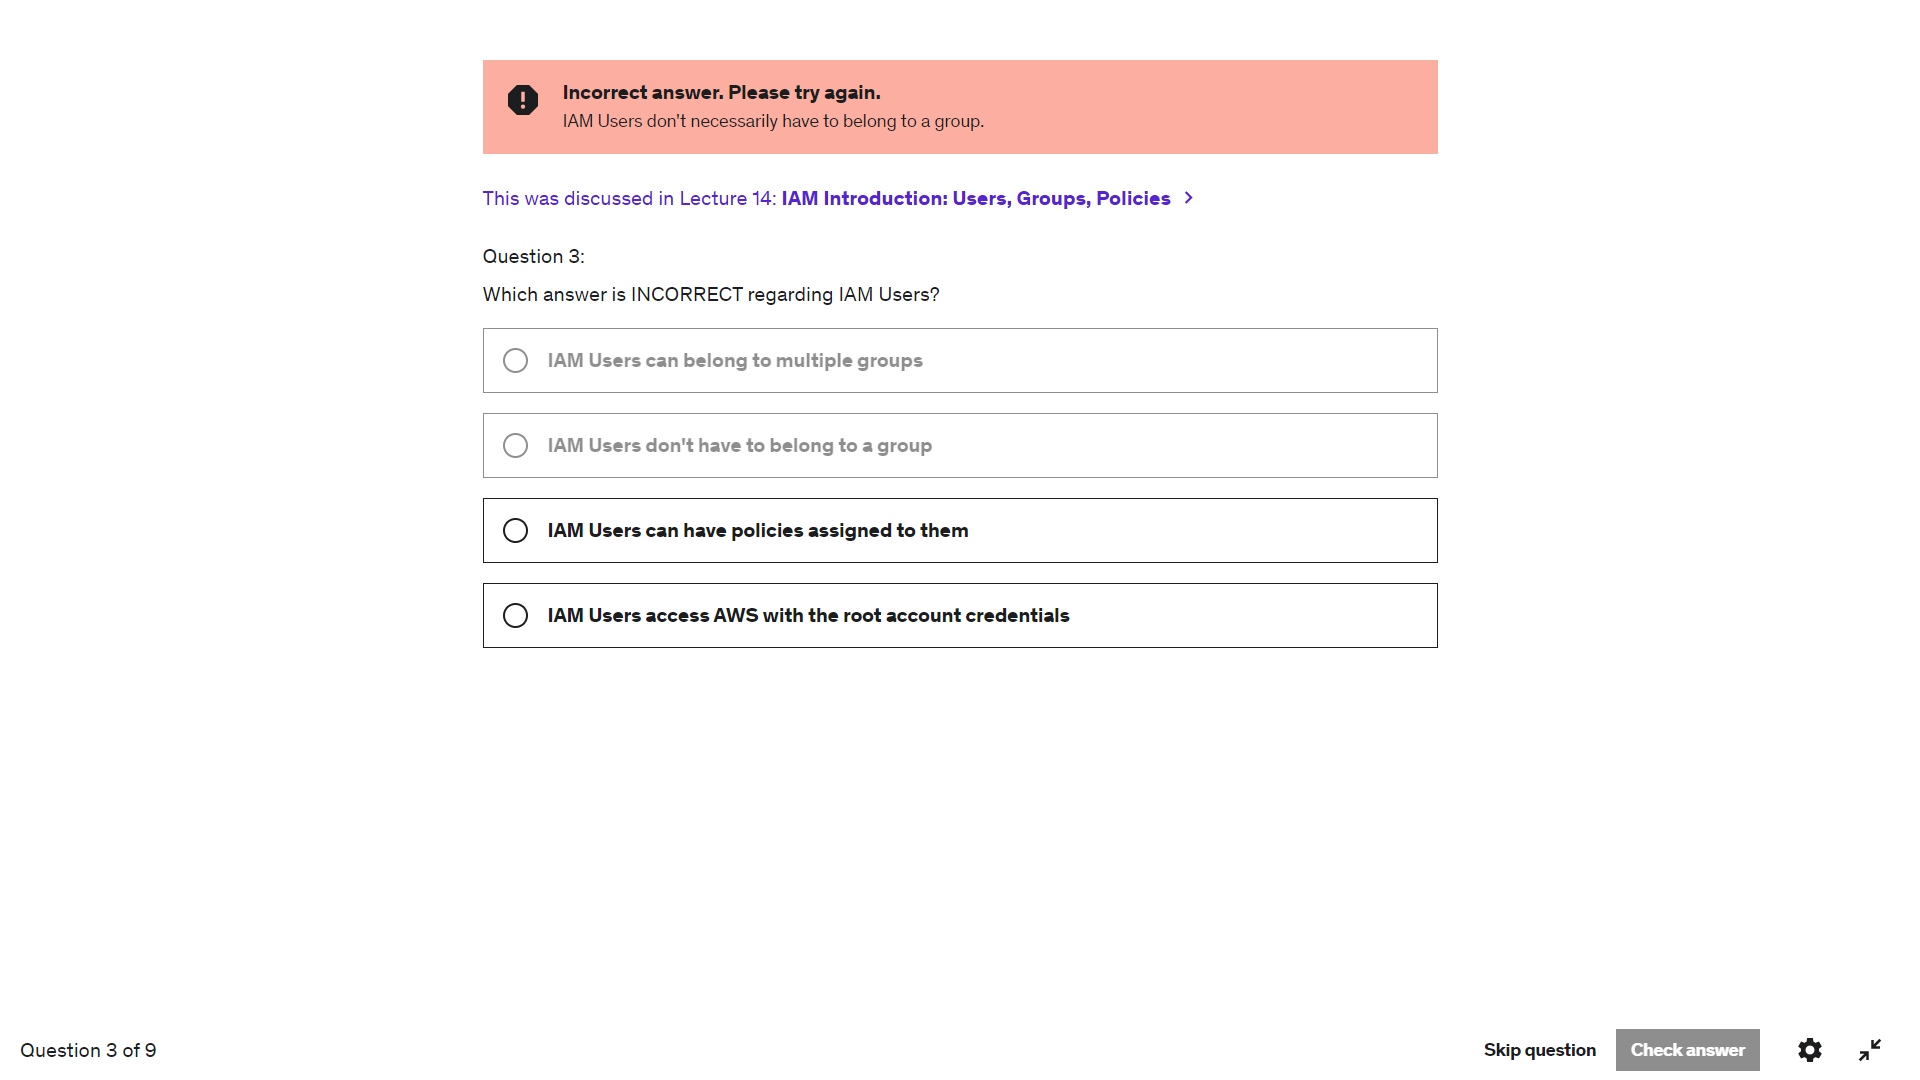 Incorrect answer. Please try again.
IAM Users don't necessarily have to belong to a group.
This was discussed in Lecture 14: IAM Introduction: Users, Groups, Policies
Question 3:
Which answer is INCORRECT regarding IAM Users?
IAM Users can belong to multiple groups
IAM Users don't have to belong to a group
IAM Users can have policies assigned to them
IAM Users access AWS with the root account credentials
Question 3 of 9
Skip question
Check answer